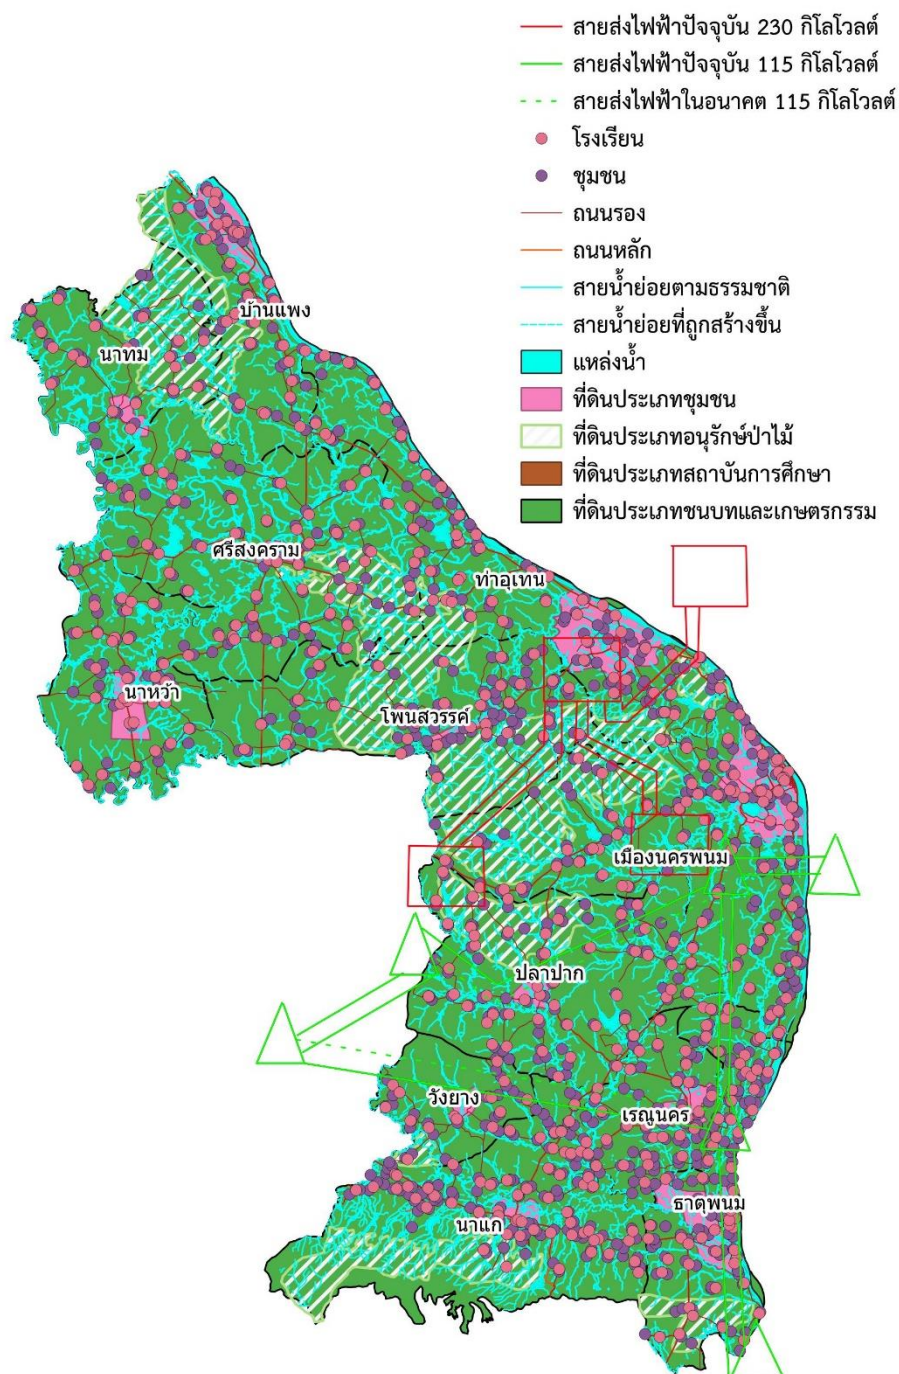 สายส่งไฟฟ้าปัจจุบัน 230 กิโลโวลต์
สายส่งไฟฟ้าปัจจุบัน 115 กิโลโวลต์
สายส่งไฟฟ้าในอนาคต 115 กิโลโวลต์
โรงเรียน
ชุมชน
ถนนรอง
ถนนหลัก
สายน้ำย่อยตามธรรมชาติ
สายน้ำย่อยที่ถูกสร้างขึ้น
แหล่งน้ำ
ที่ดินประเภทชุมชน
ที่ดินประเภทอนุรักษ์ป่าไม้
ที่ดินประเภทสถาบันการศึกษา
ที่ดินประเภทชนบทและเกษตรกรรม
บ้านแพง
นาทม
ศรีสงคราม
ท่าอุเทน
นาหว้า
โพนสวรรค์
เมืองนครพนม
ปลาปาก
วังยาง
เรณูนคร
ธาตุพนม
นาแก